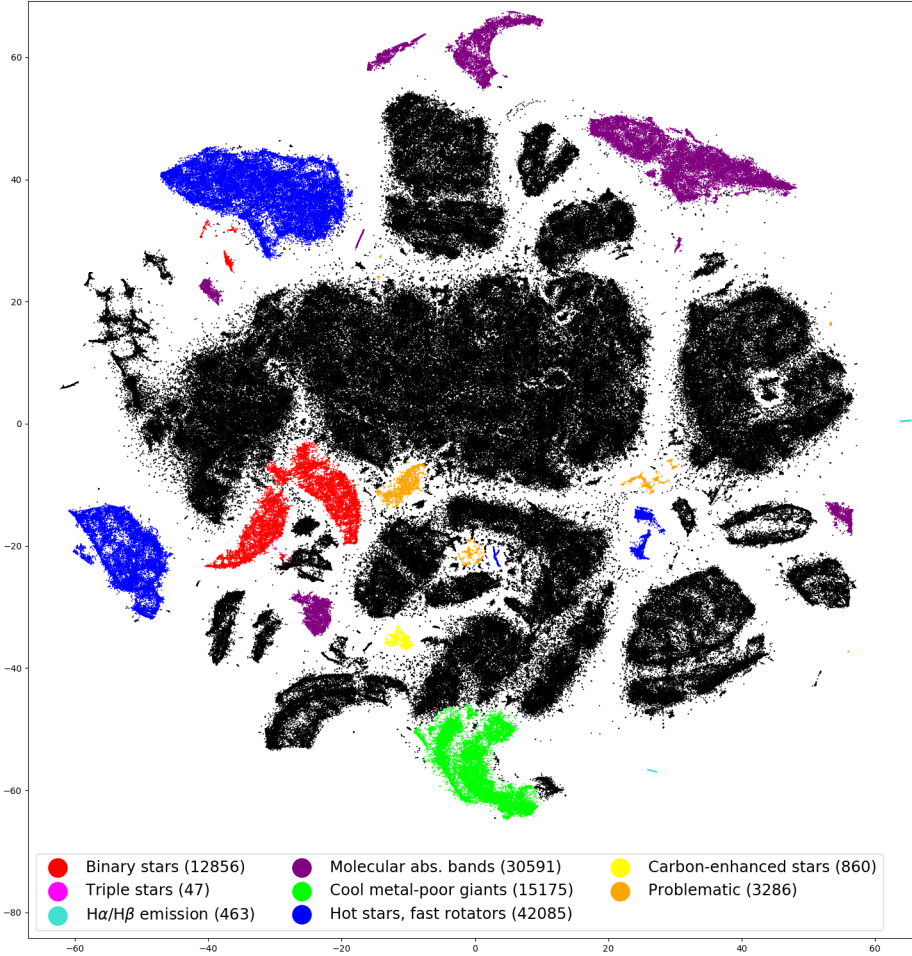 60
40
20
0
−20
−40
−60
−80
Binary stars (12856)
Triple stars (47)
Hα/Hβ emission (463)
Molecular abs. bands (30591)
Cool metal-poor giants (15175)
Hot stars, fast rotators (42085)
Carbon-enhanced stars (860)
Problematic (3286)
−60 −40 −20 0 20 40 60